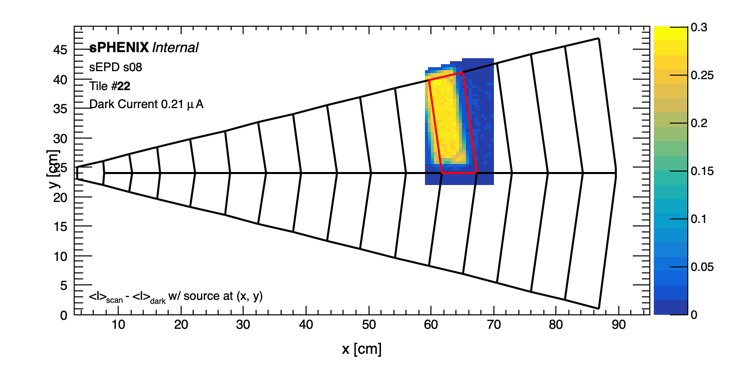 sPHENIX Internal
sEPD s08
Tile #22
Dark Current 0.21 μA
<I>scan - <I>dark w/ source at (x, y)
y [cm]
45
40
35
30
25
20
15
10
5
0
10 20 30 40 50 60 70 80 90
x [cm]
0.3
0.25
0.2
0.15
0.1
0.05
0